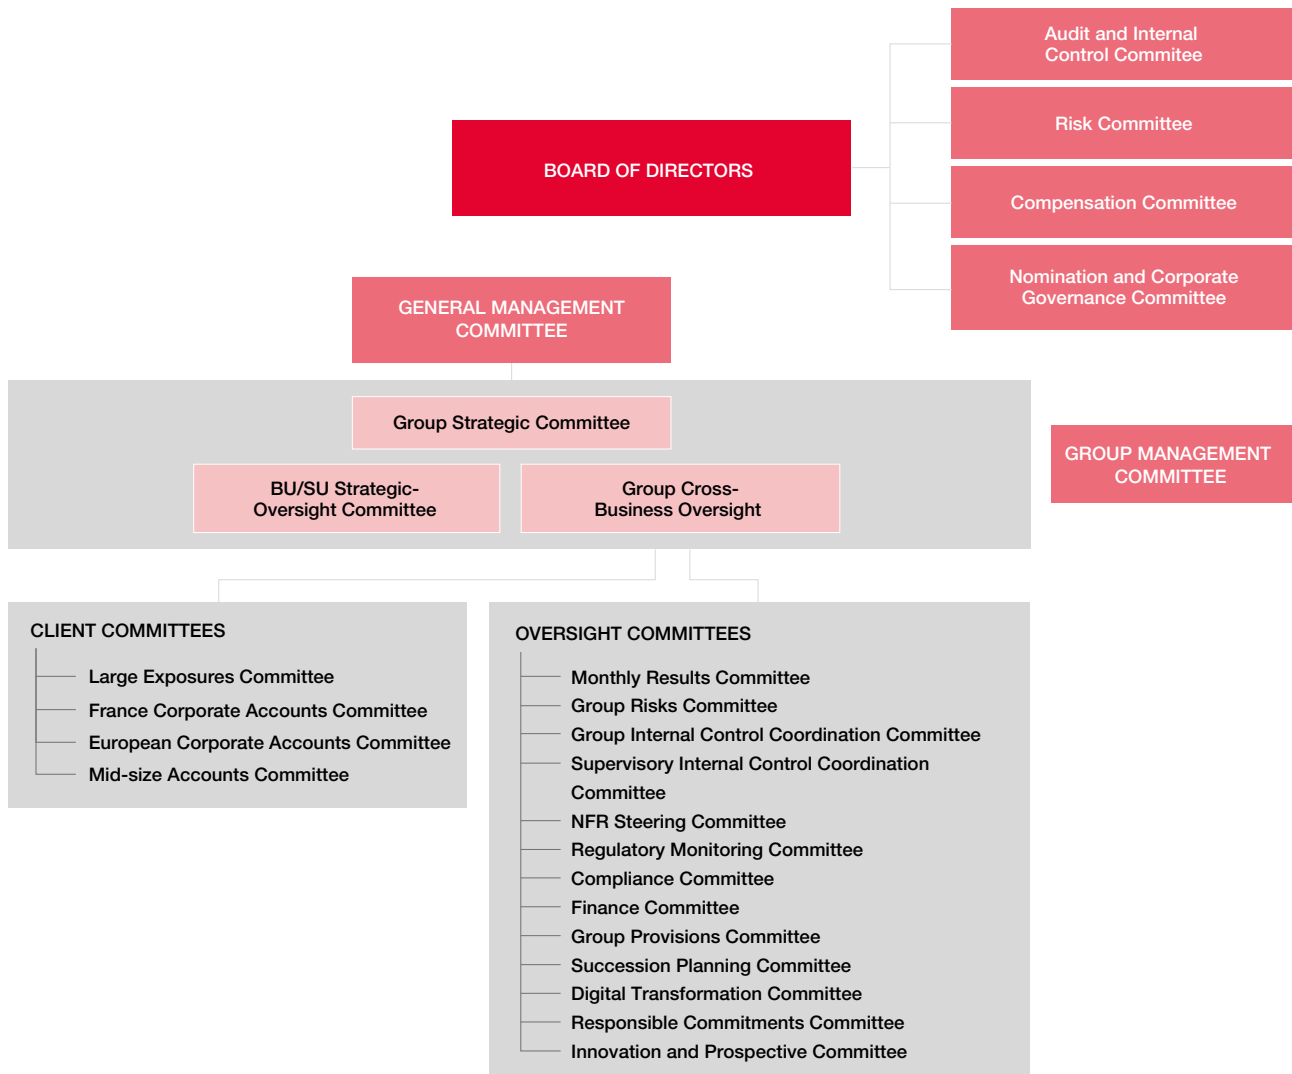 Audit and Internal
Control Commitee
Risk Committee
BOARD OF DIRECTORS
Compensation Committee
Nomination and Corporate
Governance Committee
GENERAL MANAGEMENT
COMMITTEE
Group Strategic Committee
GROUP MANAGEMENT
COMMITTEE
BU/SU Strategic-
Oversight Committee
Group Cross-
Business Oversight
CLIENT COMMITTEES
Large Exposures Committee
France Corporate Accounts Committee
European Corporate Accounts Committee
Mid-size Accounts Committee
OVERSIGHT COMMITTEES
Monthly Results Committee
Group Risks Committee
Group Internal Control Coordination Committee
Supervisory Internal Control Coordination
Committee
NFR Steering Committee
Regulatory Monitoring Committee
Compliance Committee
Finance Committee
Group Provisions Committee
Succession Planning Committee
Digital Transformation Committee
Responsible Commitments Committee
Innovation and Prospective Committee